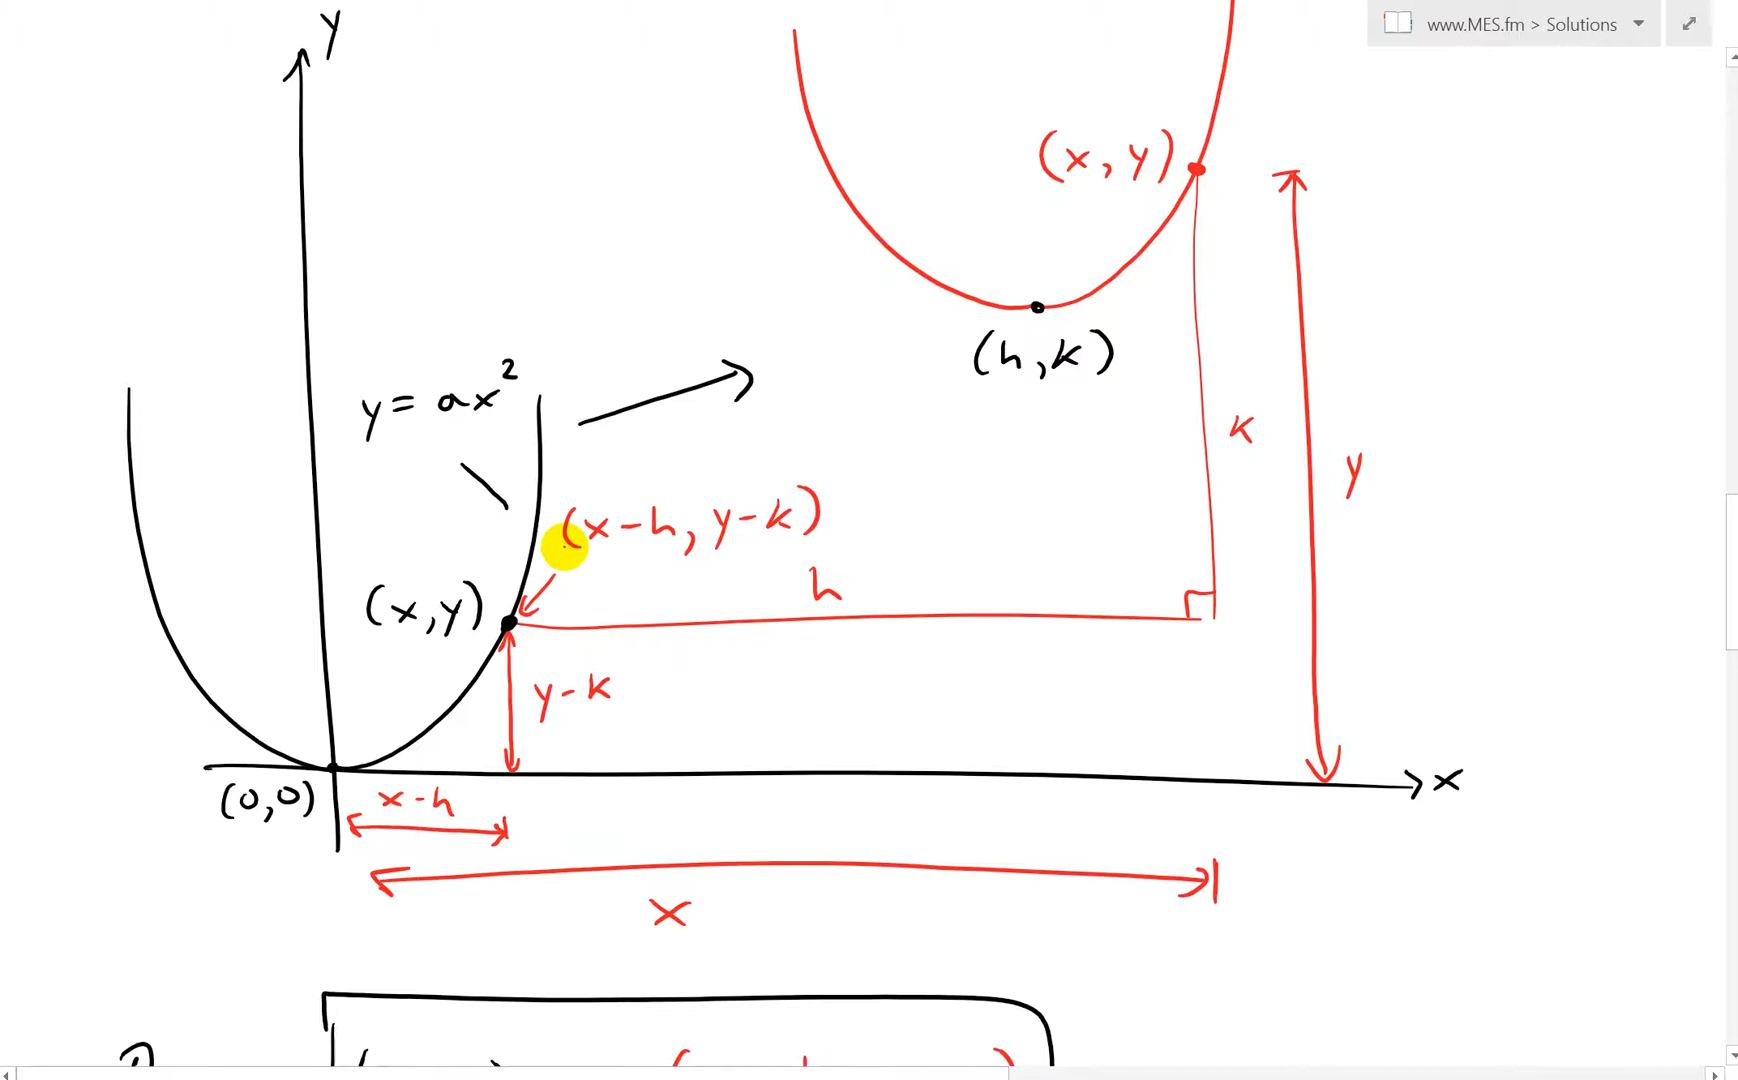 www.MES.fm > Solutions
y
(x, y)
(h, k)
y = ax²
k
y
(x-h, y-k)
h
(x, y)
y-k
x
(0,0)
x-h
x